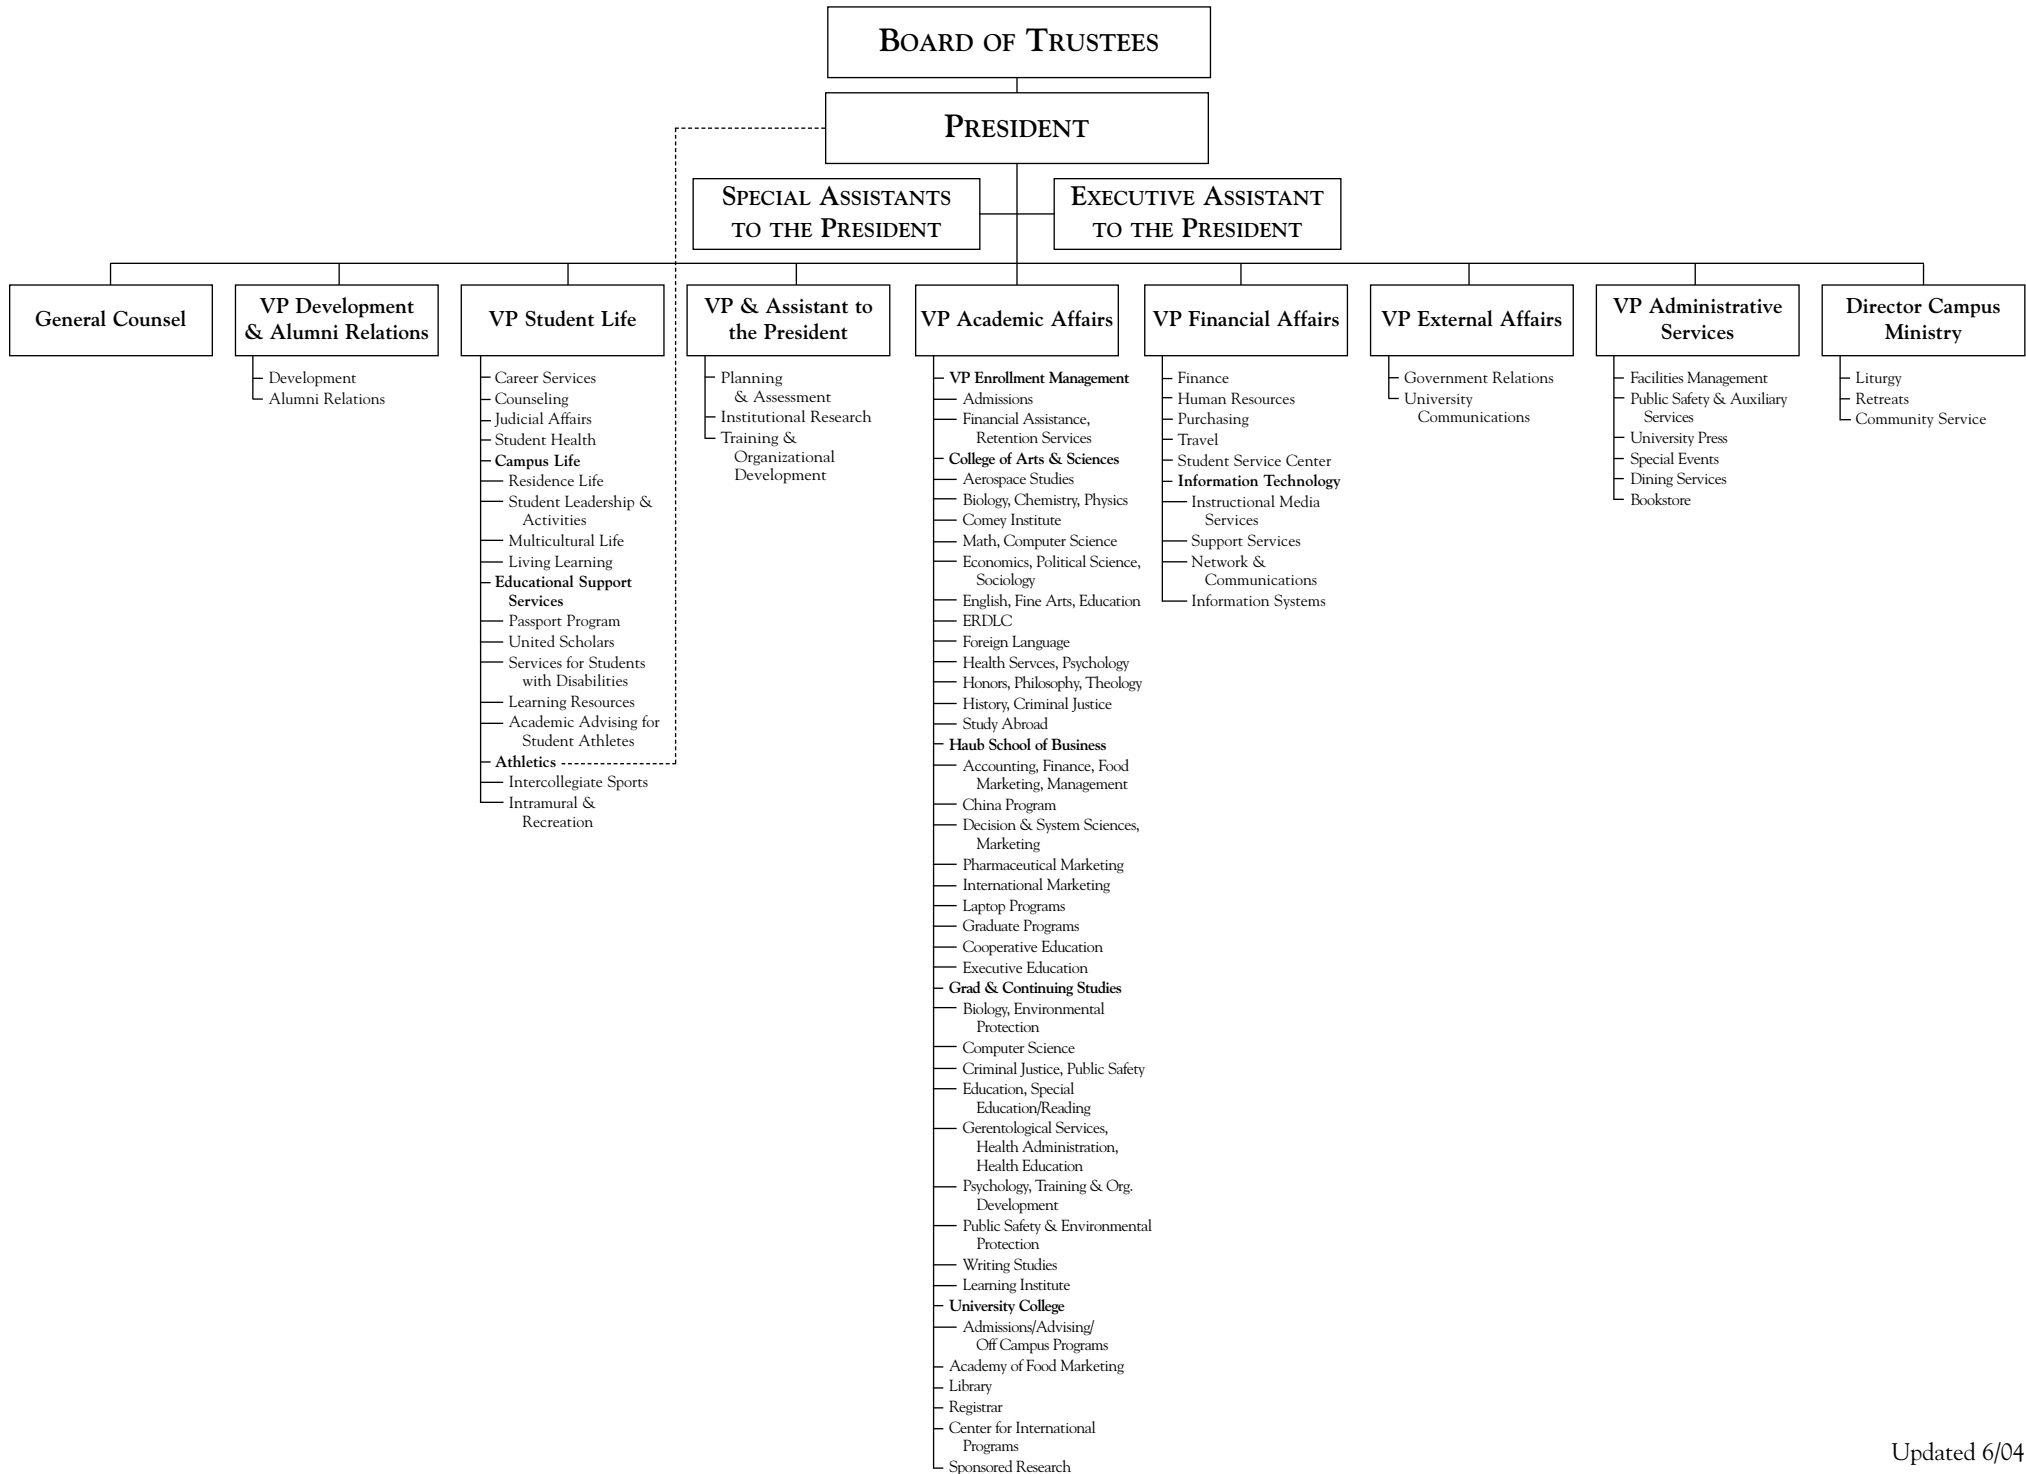 BOARD OF TRUSTEES
PRESIDENT
SPECIAL ASSISTANTS
TO THE PRESIDENT
EXECUTIVE ASSISTANT
TO THE PRESIDENT
General Counsel
VP Development
& Alumni Relations
Development
Alumni Relations
VP Student Life
Career Services
Counseling
Judicial Affairs
Student Health
Campus Life
Residence Life
Student Leadership &
Activities
Multicultural Life
Living Learning
Educational Support
Services
Passport Program
United Scholars
Services for Students
with Disabilities
Learning Resources
Academic Advising for
Student Athletes
Athletics
Intercollegiate Sports
Intramural &
Recreation
VP & Assistant to
the President
Planning
& Assessment
Institutional Research
Training &
Organizational
Development
VP Academic Affairs
VP Enrollment Management
Admissions
Financial Assistance,
Retention Services
College of Arts & Sciences
Aerospace Studies
Biology, Chemistry, Physics
Comey Institute
Math, Computer Science
Economics, Political Science,
Sociology
English, Fine Arts, Education
ERDLC
Foreign Language
Health Servces, Psychology
Honors, Philosophy, Theology
History, Criminal Justice
Study Abroad
Haub School of Business
Accounting, Finance, Food
Marketing, Management
China Program
Decision & System Sciences,
Marketing
Pharmaceutical Marketing
International Marketing
Laptop Programs
Graduate Programs
Cooperative Education
Executive Education
Grad & Continuing Studies
Biology, Environmental
Protection
Computer Science
Criminal Justice, Public Safety
Education, Special
Education/Reading
Gerentological Services,
Health Administration,
Health Education
Psychology, Training & Org.
Development
Public Safety & Environmental
Protection
Writing Studies
Learning Institute
University College
Admissions/Advising/
Off Campus Programs
Academy of Food Marketing
Library
Registrar
Center for International
Programs
Sponsored Research
VP Financial Affairs
Finance
Human Resources
Purchasing
Travel
Student Service Center
Information Technology
Instructional Media
Services
Support Services
Network &
Communications
Information Systems
VP External Affairs
Government Relations
University
Communications
VP Administrative
Services
Facilities Management
Public Safety & Auxiliary
Services
University Press
Special Events
Dining Services
Bookstore
Director Campus
Ministry
Liturgy
Retreats
Community Service
Updated 6/04